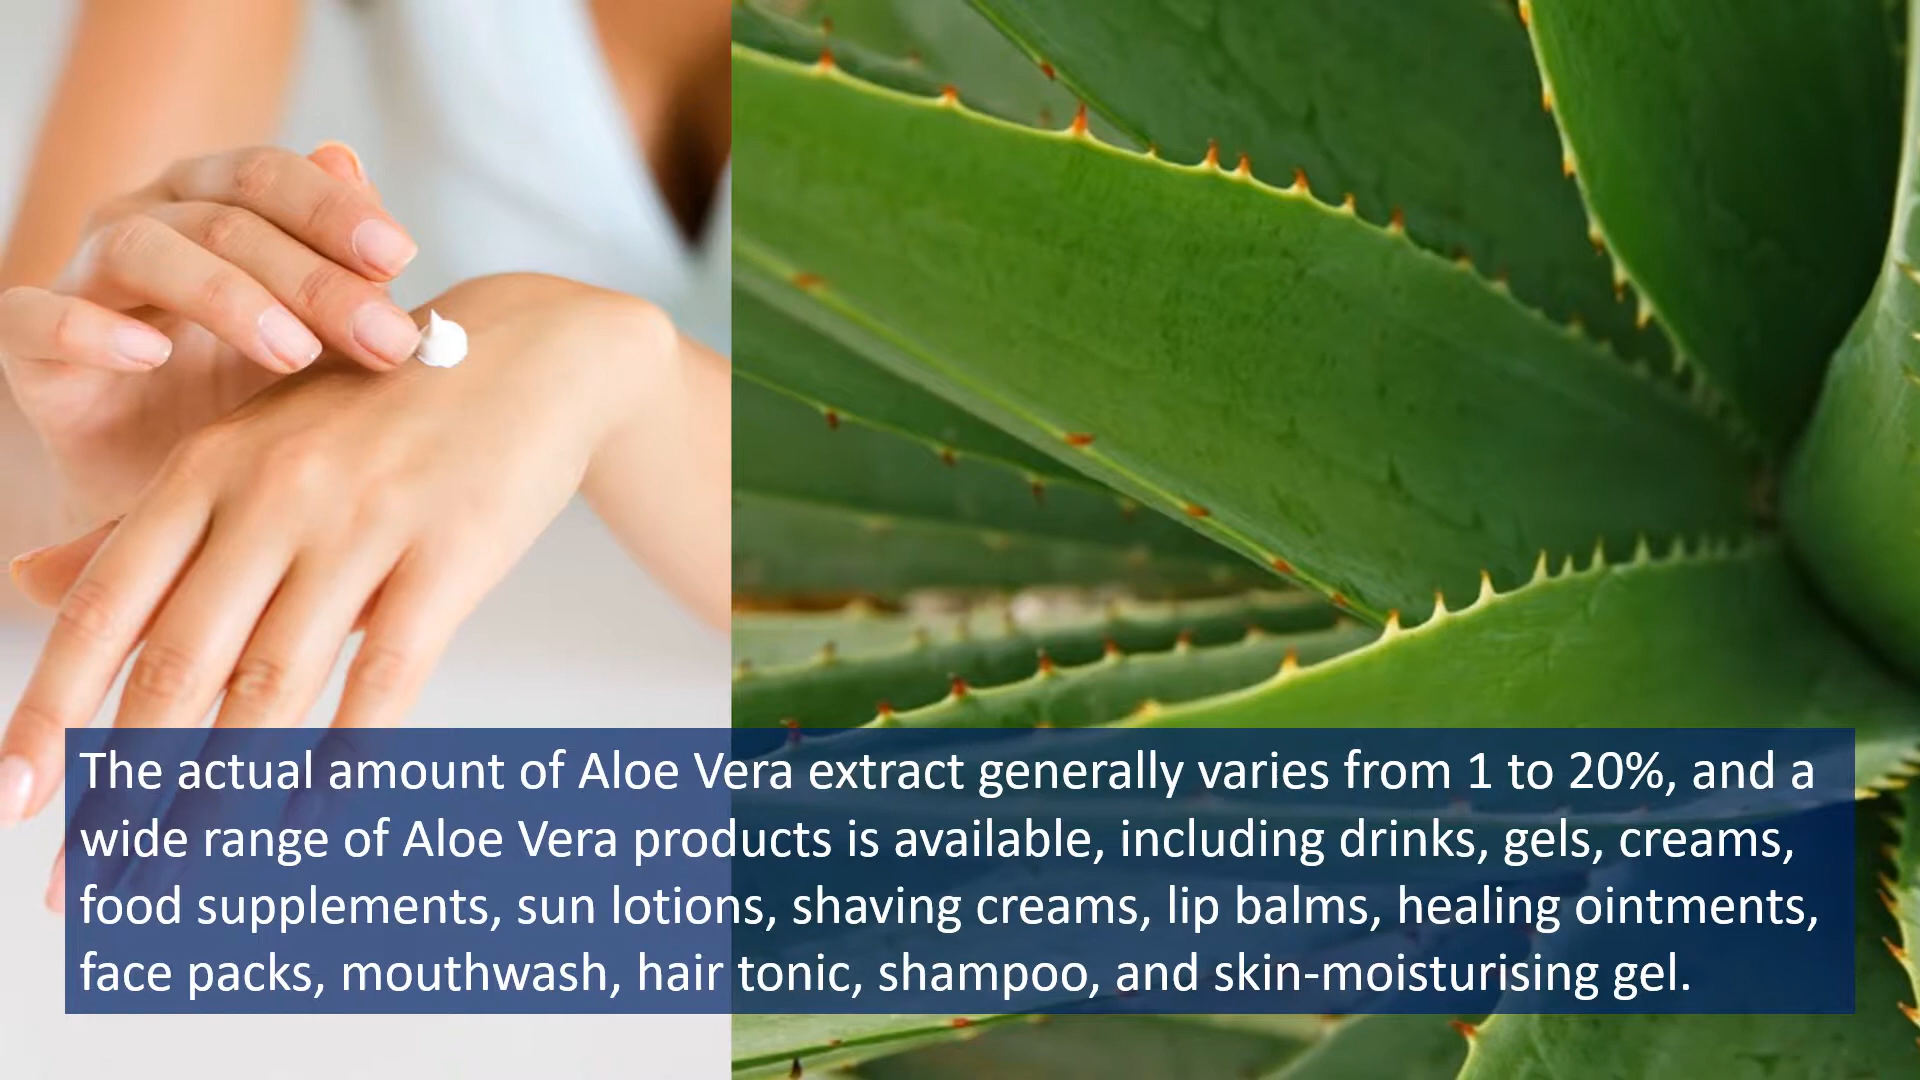 The actual amount of Aloe Vera extract generally varies from 1 to 20%, and a
wide range of Aloe Vera products is available, including drinks, gels, creams,
food supplements, sun lotions, shaving creams, lip balms, healing ointments,
face packs, mouthwash, hair tonic, shampoo, and skin-moisturising gel.